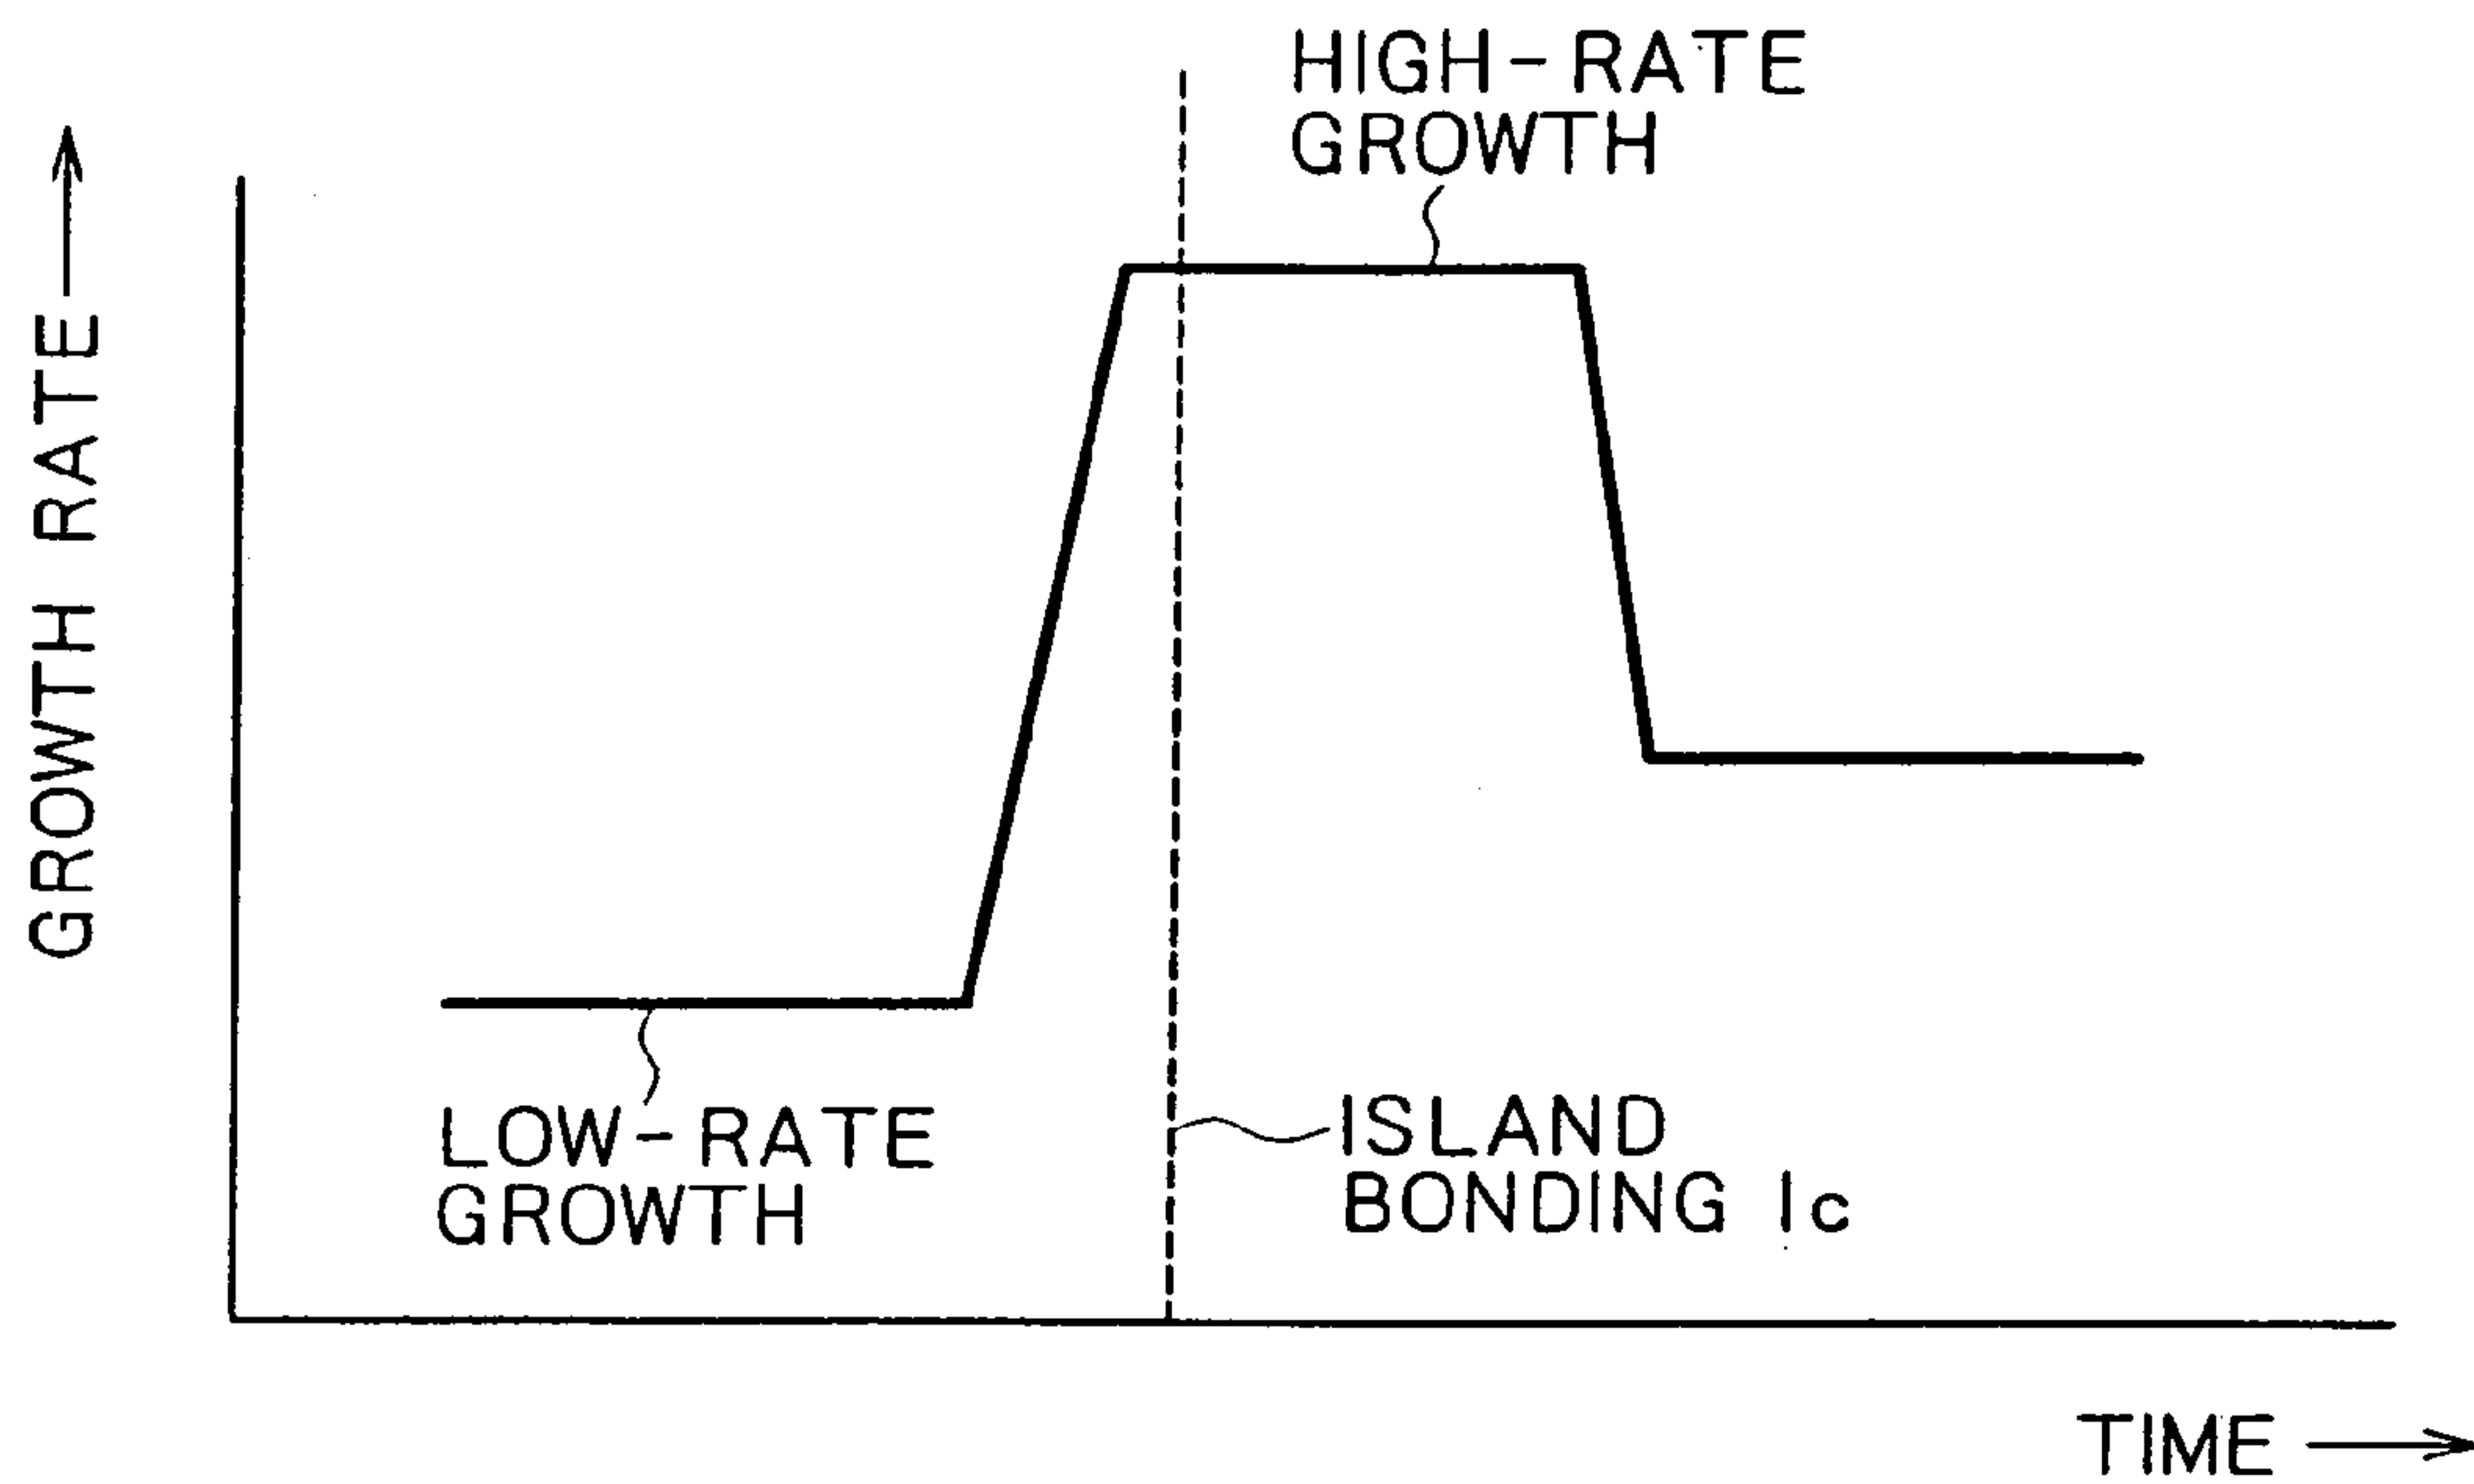 HIGH-RATE
GROWTH
GROWTH RATE
LOW-RATE
GROWTH
ISLAND
BONDING Ic
TIME